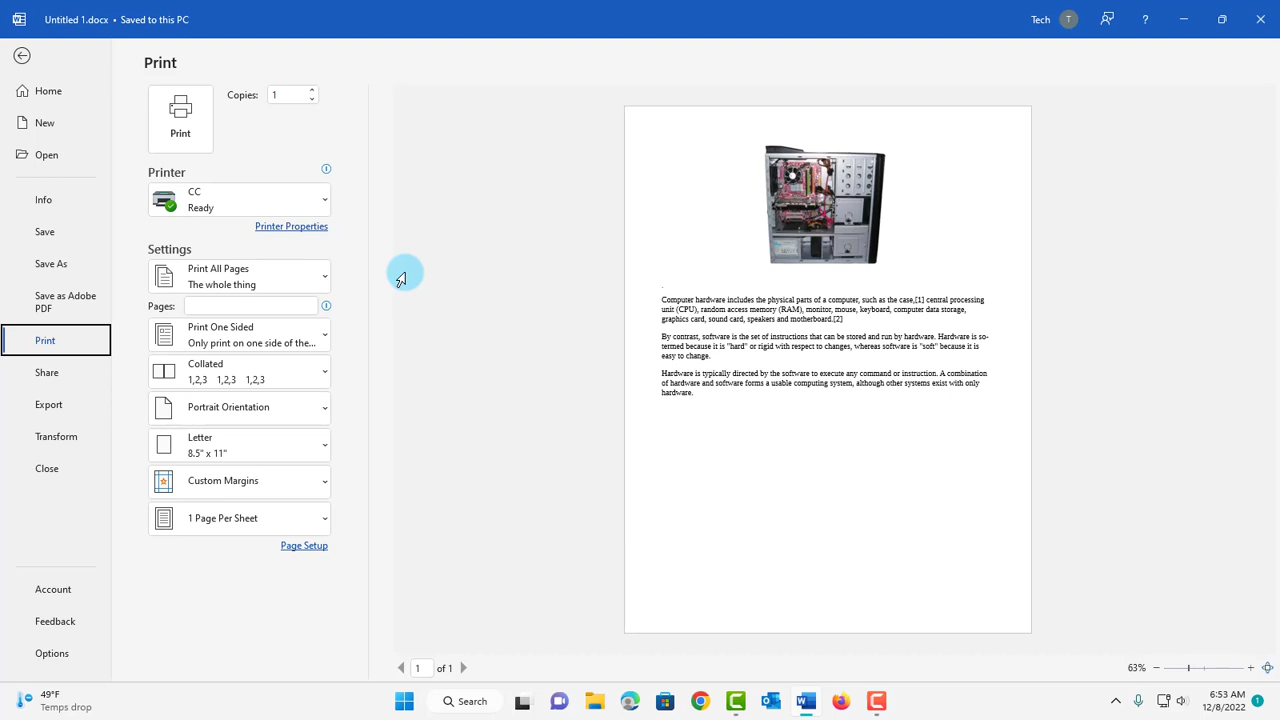 Untitled 1.docx • Saved to this PC
Tech T
Print
Home
New
Open
Info
Save
Save As
Save as Adobe
PDF
Print
Share
Export
Transform
Close
Account
Feedback
Options
Print
Copies: 1
Printer
CC
Ready
Printer Properties
Settings
Print All Pages
The whole thing
Pages:
Print One Sided
Only print on one side of the...
Collated
1,2,3 1,2,3 1,2,3
Portrait Orientation
Letter
8.5" x 11"
Custom Margins
1 Page Per Sheet
Page Setup
.
Computer hardware includes the physical parts of a computer, such as the case,[1] central processing
unit (CPU), random access memory (RAM), monitor, mouse, keyboard, computer data storage,
graphics card, sound card, speakers and motherboard.[2]
By contrast, software is the set of instructions that can be stored and run by hardware. Hardware is so-
termed because it is "hard" or rigid with respect to changes, whereas software is "soft" because it is
easy to change.
Hardware is typically directed by the software to execute any command or instruction. A combination
of hardware and software forms a usable computing system, although other systems exist with only
hardware.
1 of 1
63%
49°F
Temps drop
Search
6:53 AM
12/8/2022
1